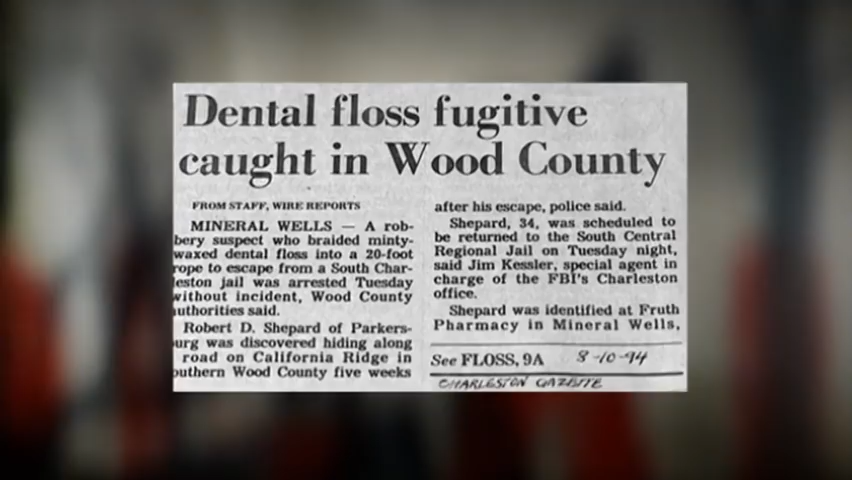 Dental floss fugitive
caught in Wood County
FROM STAFF, WIRE REPORTS
MINERAL WELLS — A rob-
bery suspect who braided minty-
waxed dental floss into a 20-foot
rope to escape from a South Char-
leston jail was arrested Tuesday
without incident, Wood County
uthorities said.
Robert D. Shepard of Parkers-
urg was discovered hiding along
road on California Ridge in
outhern Wood County five weeks
after his escape, police said.
Shepard, 34, was scheduled to
be returned to the South Central
Regional Jail on Tuesday night,
said Jim Kessler, special agent in
charge of the FBI's Charleston
office.
Shepard was identified at Fruth
Pharmacy in Mineral Wells,
See FLOSS, 9A 8-10-94
CHARLESTON GAZETTE